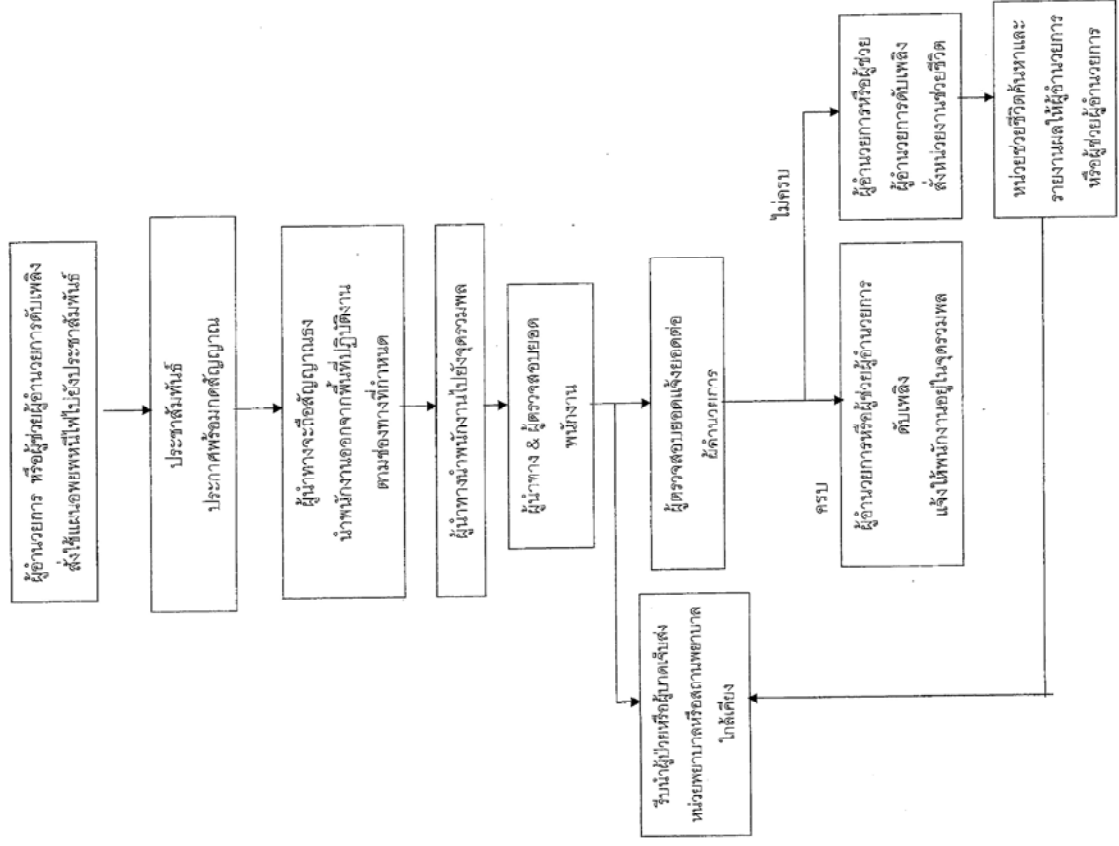 ผู้อำนวยการ หรือผู้ช่วยผู้อำนวยการดับเพลิง
สั่งใช้แผนอพยพหนีไฟไปยังประชาสัมพันธ์
ประชาสัมพันธ์
ประกาศพร้อมกดสัญญาณ
ผู้นำทางจะถือสัญญาณธง
นำพนักงานออกจากพื้นที่ปฏิบัติงาน
ตามช่องทางที่กำหนด
ผู้นำทางนำพนักงานไปยังจุดรวมพล
ผู้นำทาง & ผู้ตรวจสอบยอด
พนักงาน
รีบนำผู้ป่วยหรือผู้บาดเจ็บส่ง
หน่วยพยาบาลหรือสถานพยาบาล
ใกล้เคียง
ผู้ตรวจสอบยอดแจ้งยอดต่อ
ผู้อำนวยการ
ครบ
ไม่ครบ
ผู้อำนวยการหรือผู้ช่วยผู้อำนวยการ
ดับเพลิง
แจ้งให้พนักงานอยู่ในจุดรวมพล
ผู้อำนวยการหรือผู้ช่วย
ผู้อำนวยการดับเพลิง
สั่งหน่วยงานช่วยชีวิต
หน่วยช่วยชีวิตค้นหาและ
รายงานผลให้ผู้อำนวยการ
หรือผู้ช่วยผู้อำนวยการ